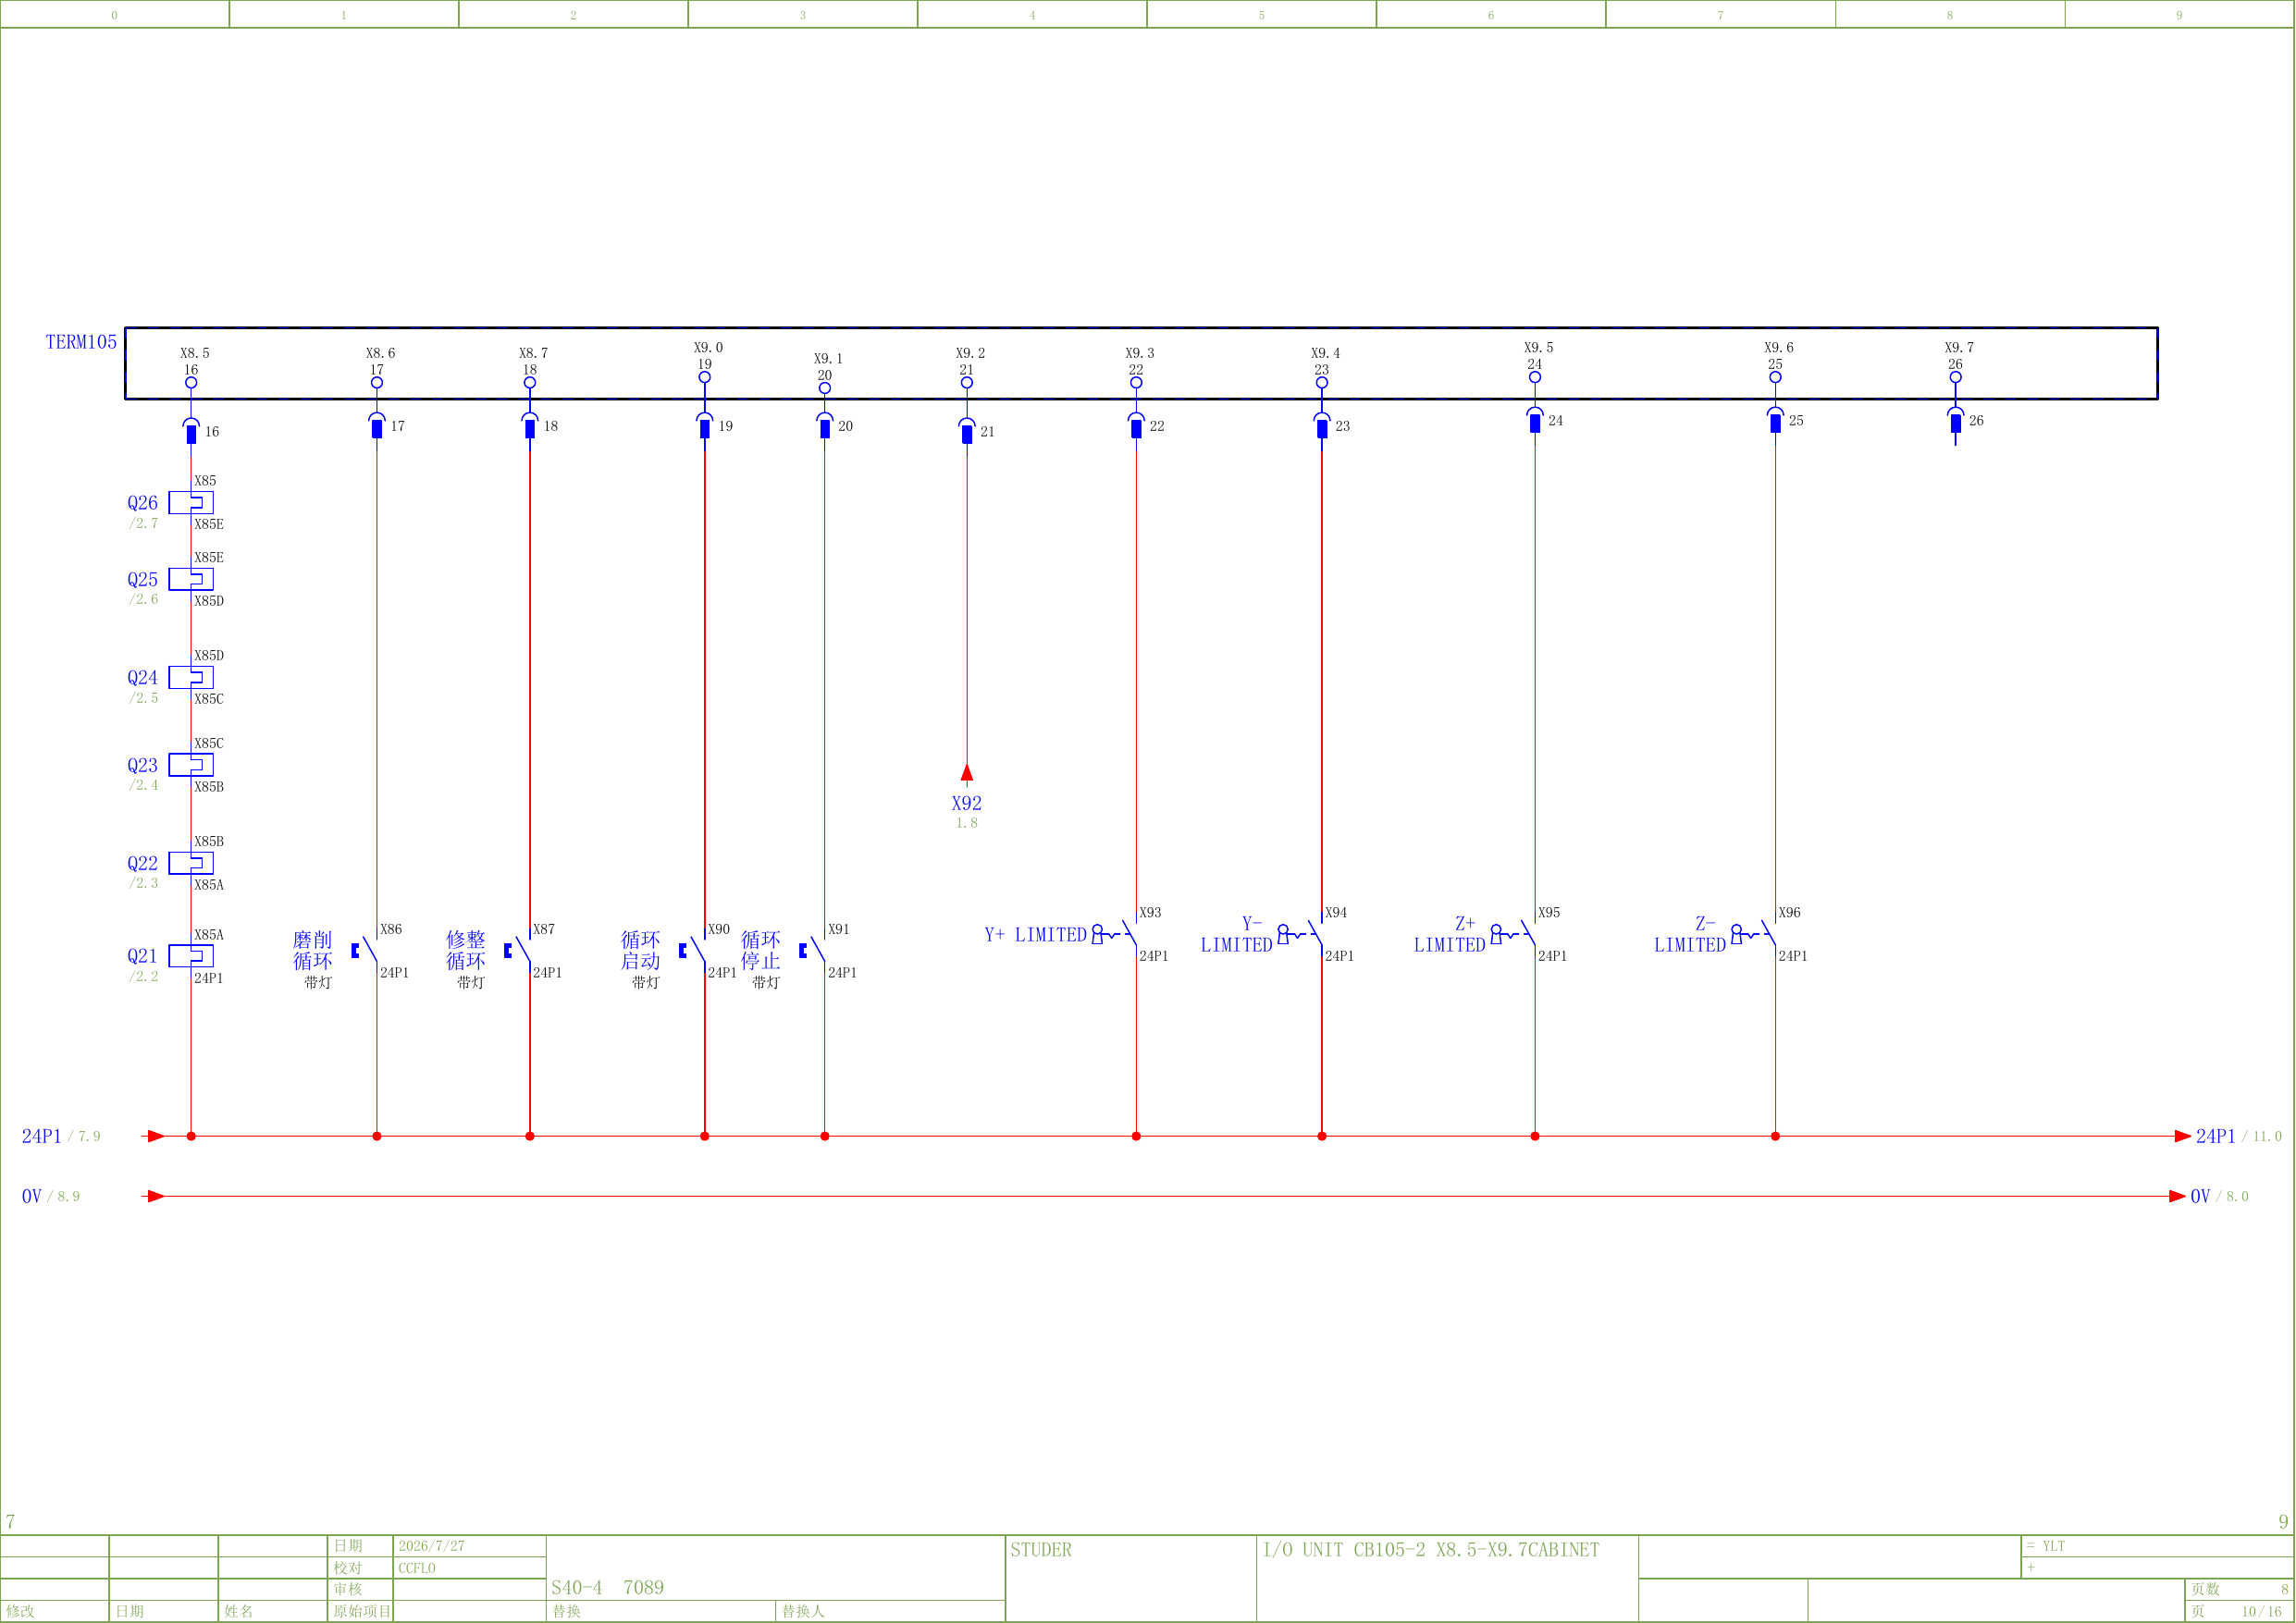 0 1 2 3 4 5 6 7 8 9
TERM105
X8.5 X8.6 X8.7 X9.0 X9.1 X9.2 X9.3 X9.4 X9.5 X9.6 X9.7
16 17 18 19 20 21 22 23 24 25 26
16 17 18 19 20 21 22 23 24 25 26
X85
Q26
/2.7
X85E
X85E
Q25
/2.6
X85D
X85D
Q24
/2.5
X85C
X85C
Q23
/2.4
X85B
X92
1.8
X85B
Q22
/2.3
X85A
X85A
Q21
/2.2
24P1
磨削
循环
带灯
X86
24P1
修整
循环
带灯
X87
24P1
循环
启动
带灯
X90
24P1
循环
停止
带灯
X91
24P1
Y+ LIMITED
X93
24P1
Y-
LIMITED
X94
24P1
Z+
LIMITED
X95
24P1
Z-
LIMITED
X96
24P1
24P1 / 7.9
24P1 / 11.0
0V / 8.9
0V / 8.0
7
9
日期 2026/7/27
校对 CCFLO
审核
修改 日期 姓名 原始项目
S40-4 7089
替换 替换人
STUDER
I/O UNIT CB105-2 X8.5-X9.7CABINET
= YLT
+
页数 8
页 10/16